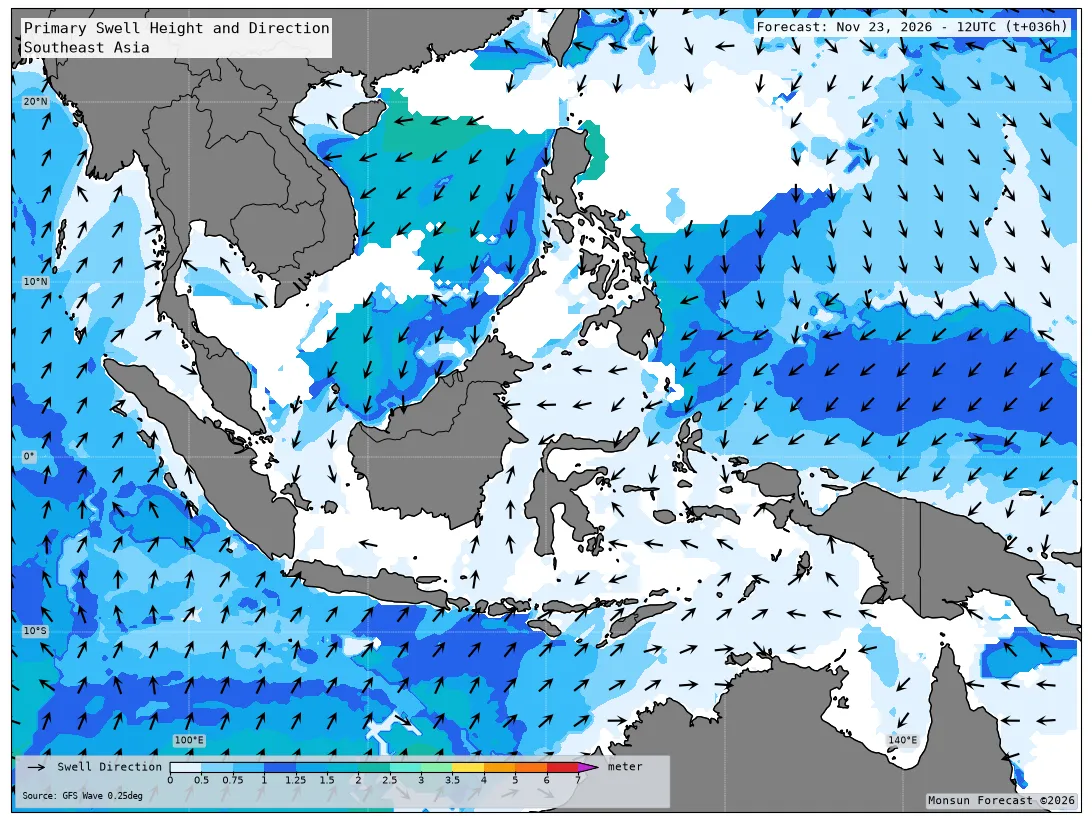 Primary Swell Height and Direction
Southeast Asia
Forecast: Nov 23, 2026 - 12UTC (t+036h)
20°N
10°N
0°
10°S
100°E
140°E
Swell Direction
0 0.5 0.75 1 1.25 1.5 2 2.5 3 3.5 4 5 6 7
meter
Source: GFS Wave 0.25deg
Monsun Forecast ©2026